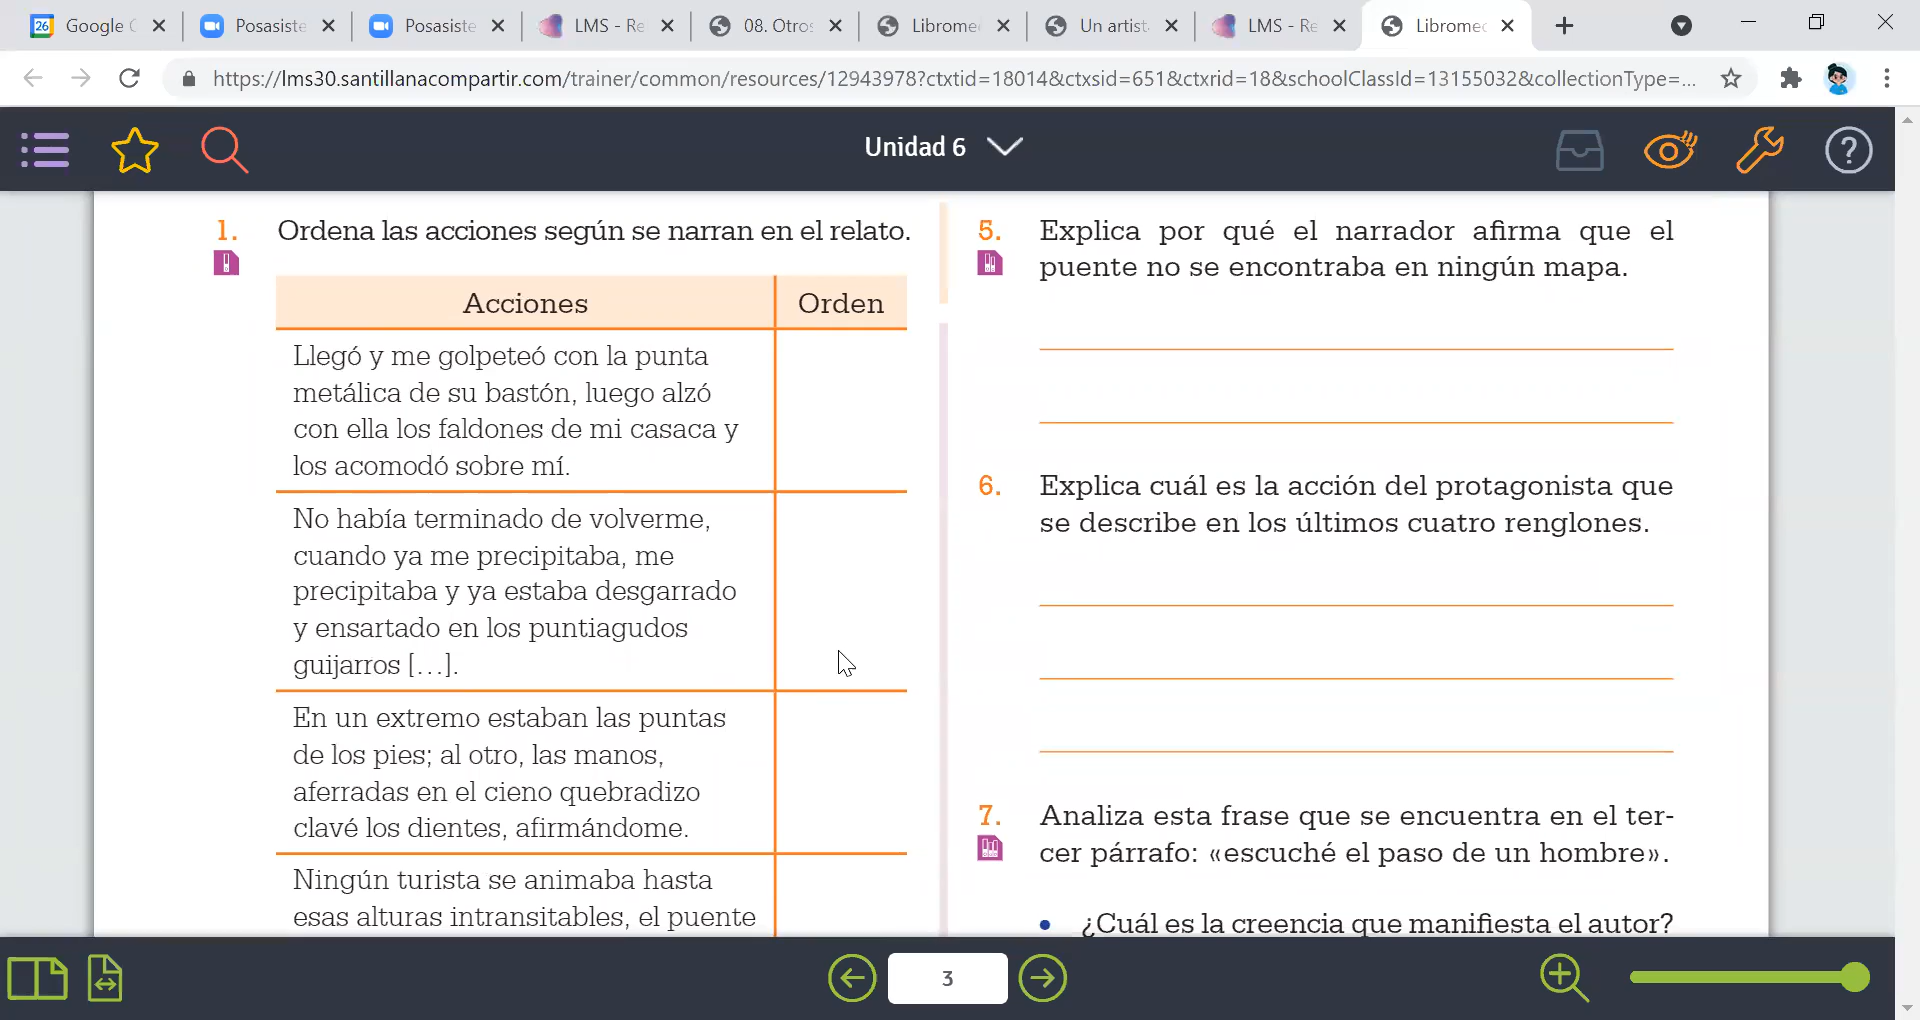 Google C
Posasiste
Posasiste
LMS - Re
08. Otros
Libromed
Un artist
LMS - Re
Libromed
https://lms30.santillanacompartir.com/trainer/common/resources/12943978?ctxtid=18014&ctxsid=651&ctxrid=18&schoolClassId=13155032&collectionType=...
Unidad 6
1. Ordena las acciones según se narran en el relato.
Acciones Orden
Llegó y me golpeteó con la punta
metálica de su bastón, luego alzó
con ella los faldones de mi casaca y
los acomodó sobre mí.
No había terminado de volverme,
cuando ya me precipitaba, me
precipitaba y ya estaba desgarrado
y ensartado en los puntiagudos
guijarros [...].
En un extremo estaban las puntas
de los pies; al otro, las manos,
aferradas en el cieno quebradizo
clavé los dientes, afirmándome.
Ningún turista se animaba hasta
esas alturas intransitables, el puente
5. Explica por qué el narrador afirma que el
puente no se encontraba en ningún mapa.
6. Explica cuál es la acción del protagonista que
se describe en los últimos cuatro renglones.
7. Analiza esta frase que se encuentra en el ter-
cer párrafo: «escuché el paso de un hombre».
• ¿Cuál es la creencia que manifiesta el autor?
3